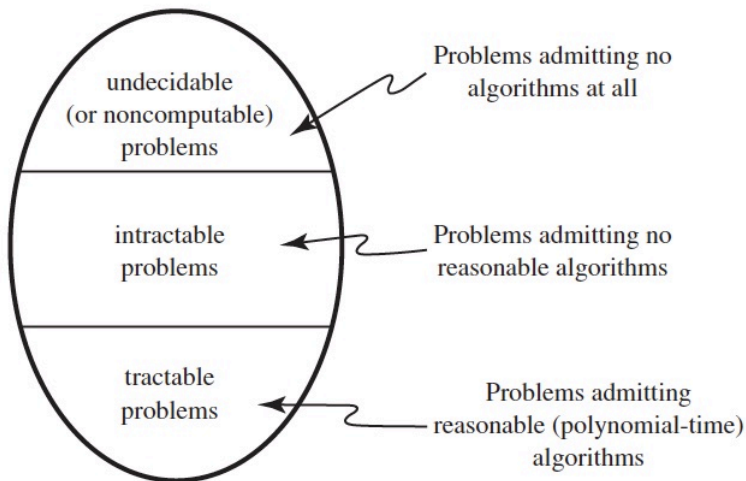 undecidable
(or noncomputable)
problems
Problems admitting no
algorithms at all
intractable
problems
Problems admitting no
reasonable algorithms
tractable
problems
Problems admitting
reasonable (polynomial-time)
algorithms